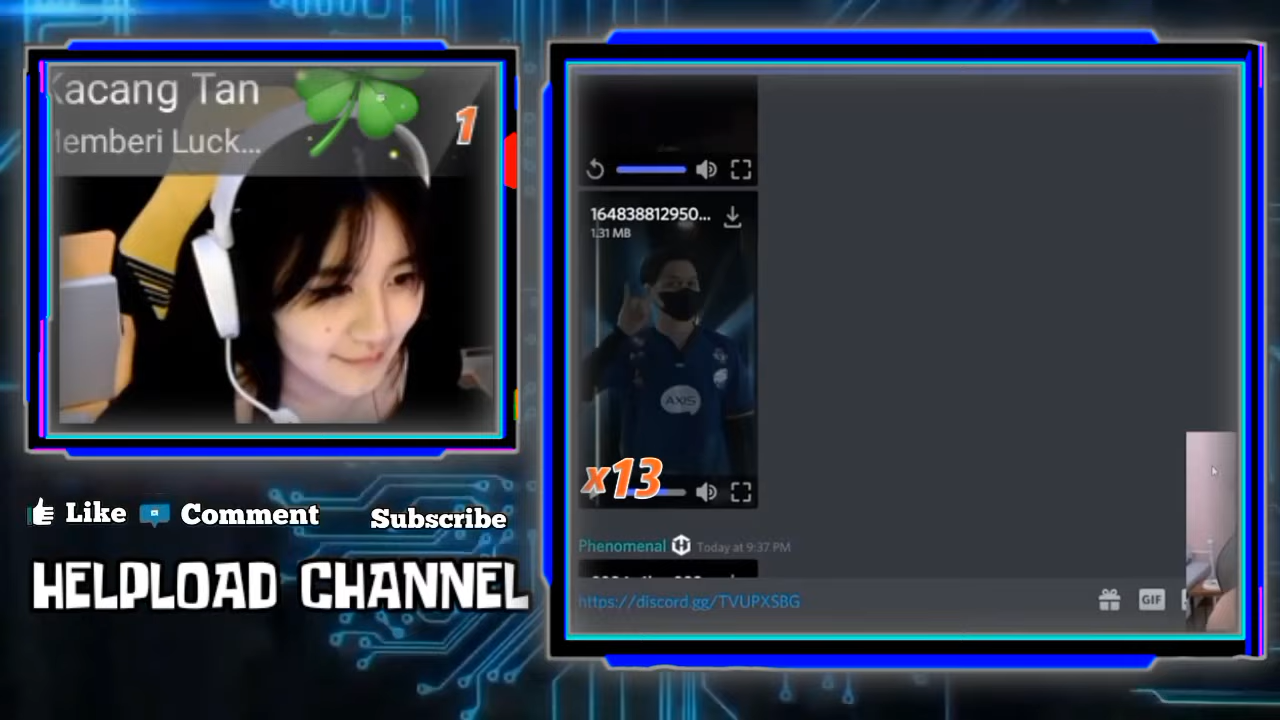 Kacang Tan
Memberi Luck...
1
Like
Comment
Subscribe
HELPLOAD CHANNEL
164838812950...
1.31 MB
AXIS
x13
Phenomenal
Today at 9:37 PM
https://discord.gg/TVUPXSBG
GIF